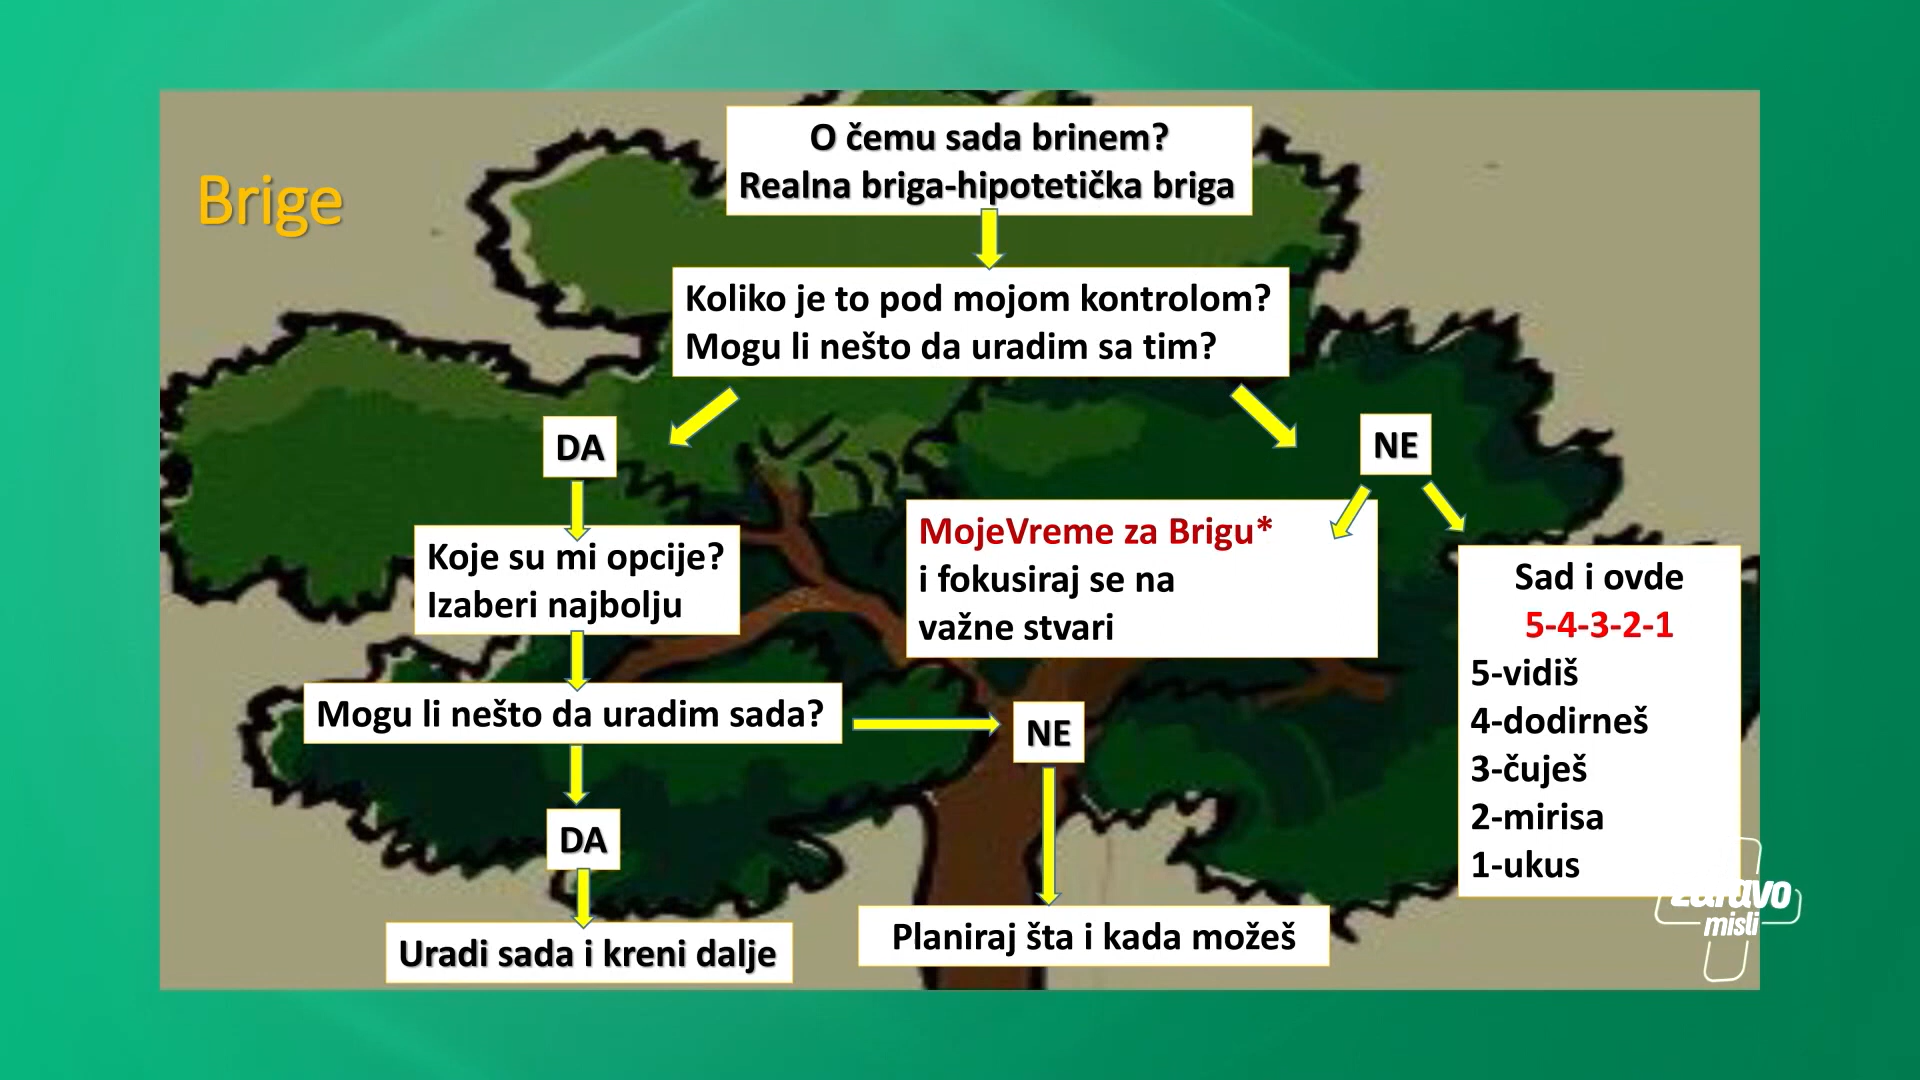 Brige
O čemu sada brinem?
Realna briga-hipotetička briga
Koliko je to pod mojom kontrolom?
Mogu li nešto da uradim sa tim?
DA
NE
Koje su mi opcije?
Izaberi najbolju
MojeVreme za Brigu*
i fokusiraj se na
važne stvari
Sad i ovde
5-4-3-2-1
5-vidiš
4-dodirneš
3-čuješ
2-mirisa
1-ukus
Mogu li nešto da uradim sada?
NE
DA
Uradi sada i kreni dalje
Planiraj šta i kada možeš
zdravo
misli